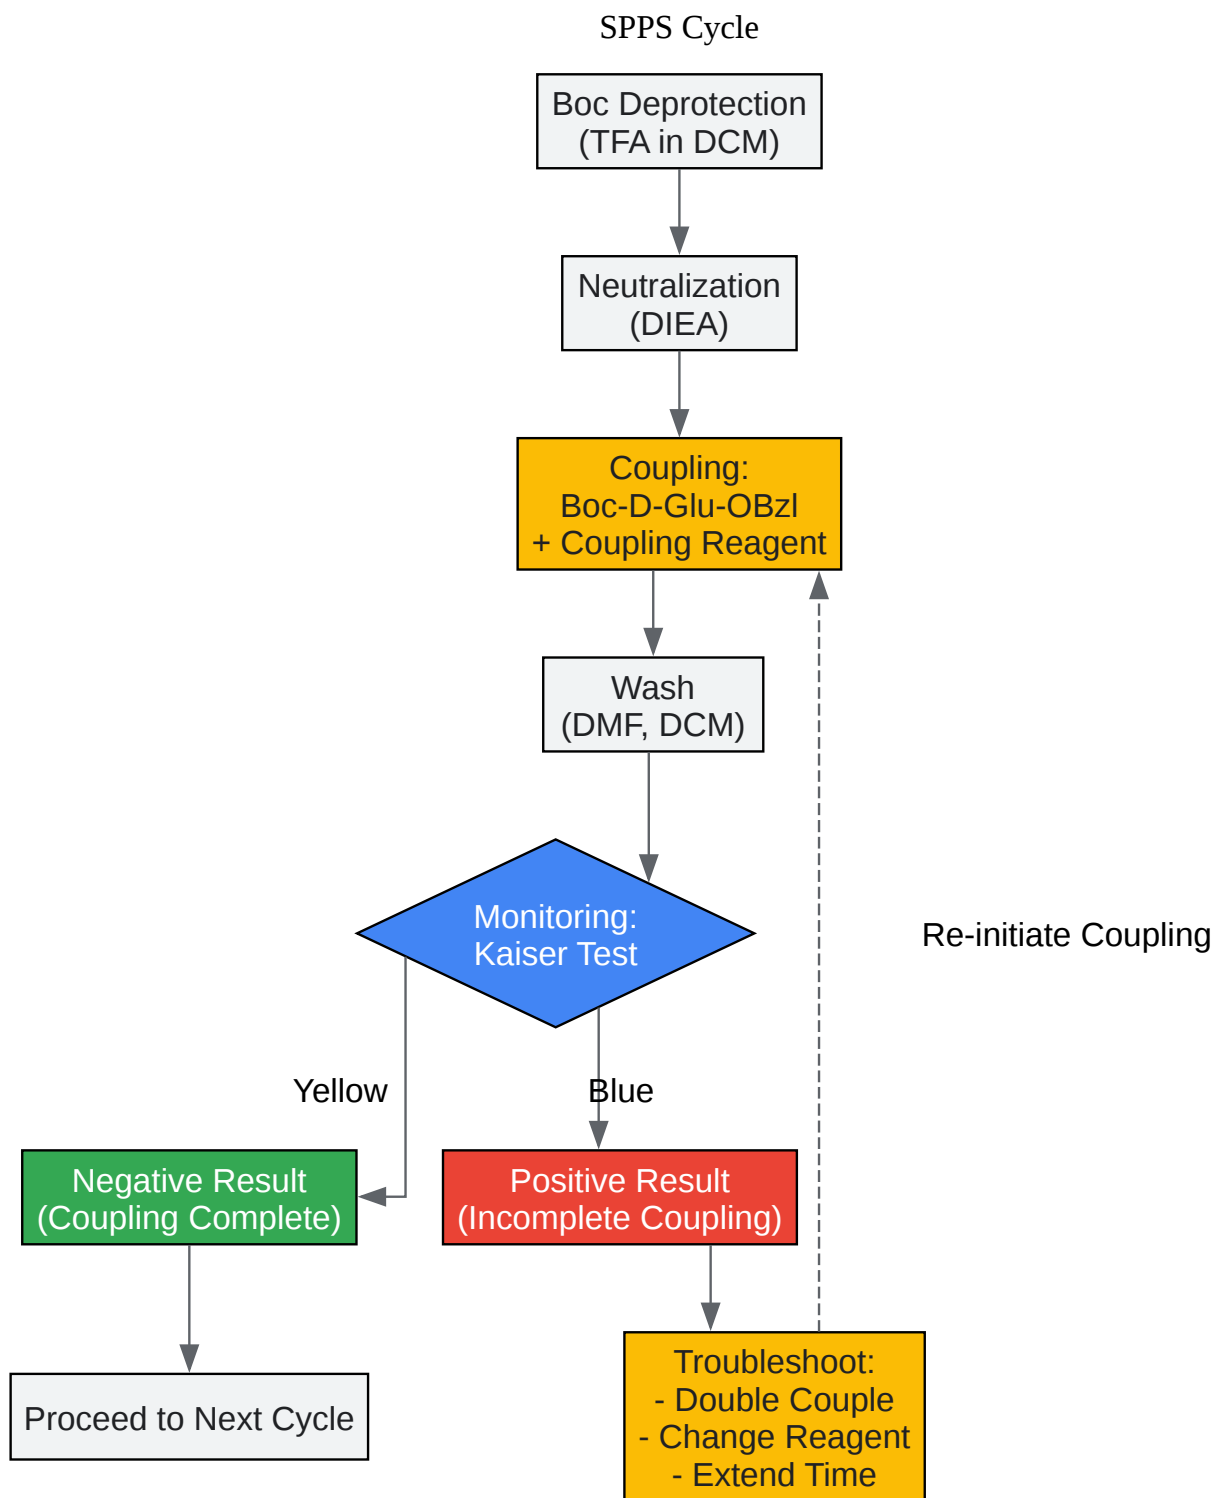 SPPS Cycle
Boc Deprotection
(TFA in DCM)
Neutralization
(DIEA)
Coupling:
Boc-D-Glu-OBzl
+ Coupling Reagent
Wash
(DMF, DCM)
Monitoring:
Kaiser Test
Re-initiate Coupling
Yellow
Blue
Negative Result
(Coupling Complete)
Positive Result
(Incomplete Coupling)
Proceed to Next Cycle
Troubleshoot:
- Double Couple
- Change Reagent
- Extend Time